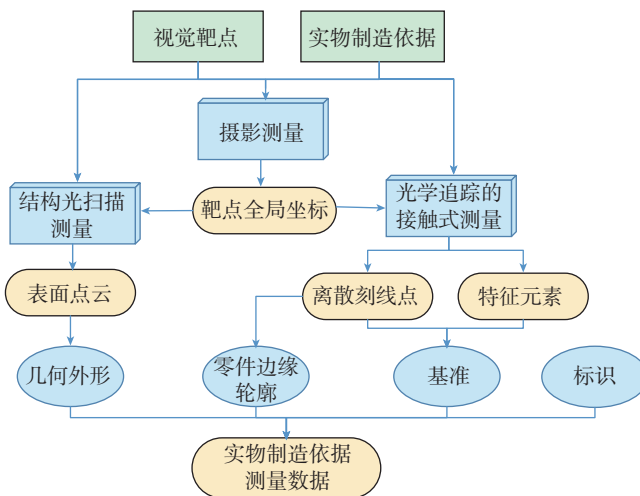 视觉靶点
实物制造依据
摄影测量
结构光扫描
测量
靶点全局坐标
光学追踪的
接触式测量
表面点云
离散刻线点
特征元素
几何外形
零件边缘
轮廓
基准
标识
实物制造依据
测量数据